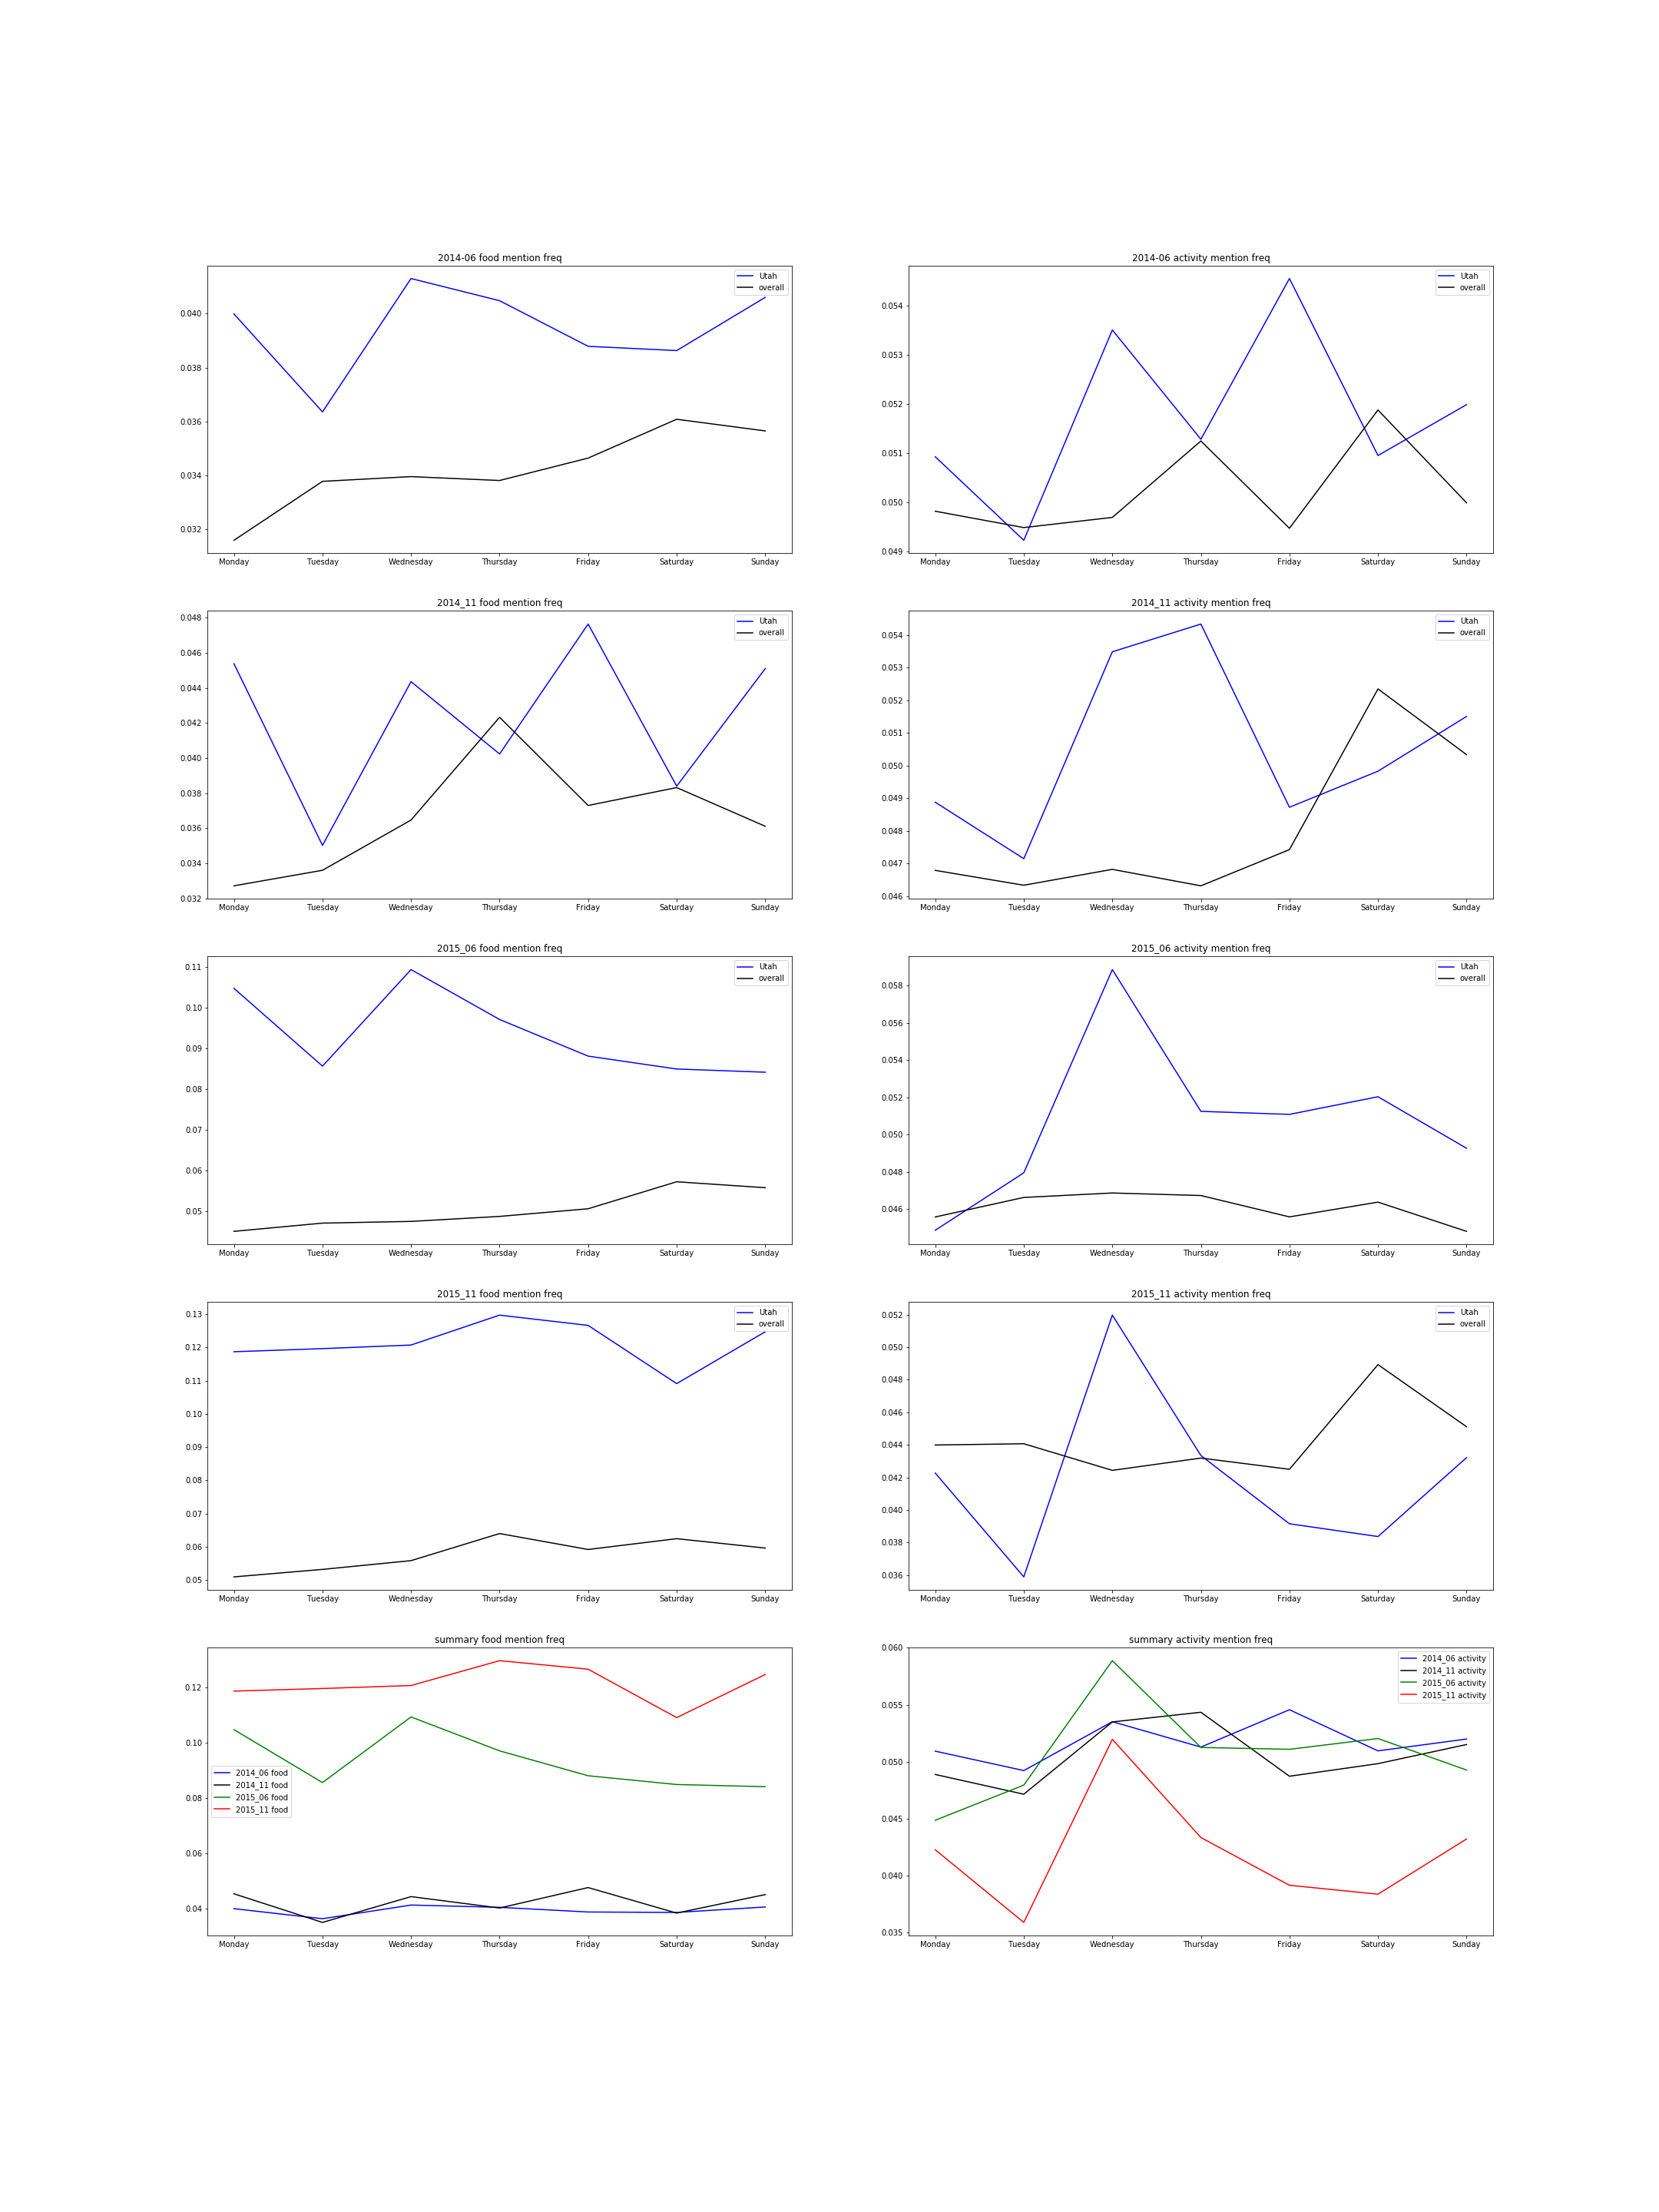 2014-06 food mention freq
Utah
overall
0.040
0.038
0.036
0.034
0.032
Monday Tuesday Wednesday Thursday Friday Saturday Sunday
2014-06 activity mention freq
Utah
overall
0.054
0.053
0.052
0.051
0.050
0.049
Monday Tuesday Wednesday Thursday Friday Saturday Sunday
2014_11 food mention freq
Utah
overall
0.048
0.046
0.044
0.042
0.040
0.038
0.036
0.034
0.032
Monday Tuesday Wednesday Thursday Friday Saturday Sunday
2014_11 activity mention freq
Utah
overall
0.054
0.053
0.052
0.051
0.050
0.049
0.048
0.047
0.046
Monday Tuesday Wednesday Thursday Friday Saturday Sunday
2015_06 food mention freq
Utah
overall
0.11
0.10
0.09
0.08
0.07
0.06
0.05
Monday Tuesday Wednesday Thursday Friday Saturday Sunday
2015_06 activity mention freq
Utah
overall
0.058
0.056
0.054
0.052
0.050
0.048
0.046
Monday Tuesday Wednesday Thursday Friday Saturday Sunday
2015_11 food mention freq
Utah
overall
0.13
0.12
0.11
0.10
0.09
0.08
0.07
0.06
0.05
Monday Tuesday Wednesday Thursday Friday Saturday Sunday
2015_11 activity mention freq
Utah
overall
0.052
0.050
0.048
0.046
0.044
0.042
0.040
0.038
0.036
Monday Tuesday Wednesday Thursday Friday Saturday Sunday
summary food mention freq
0.12
0.10
0.08
0.06
0.04
2014_06 food
2014_11 food
2015_06 food
2015_11 food
Monday Tuesday Wednesday Thursday Friday Saturday Sunday
summary activity mention freq
2014_06 activity
2014_11 activity
2015_06 activity
2015_11 activity
0.060
0.055
0.050
0.045
0.040
0.035
Monday Tuesday Wednesday Thursday Friday Saturday Sunday